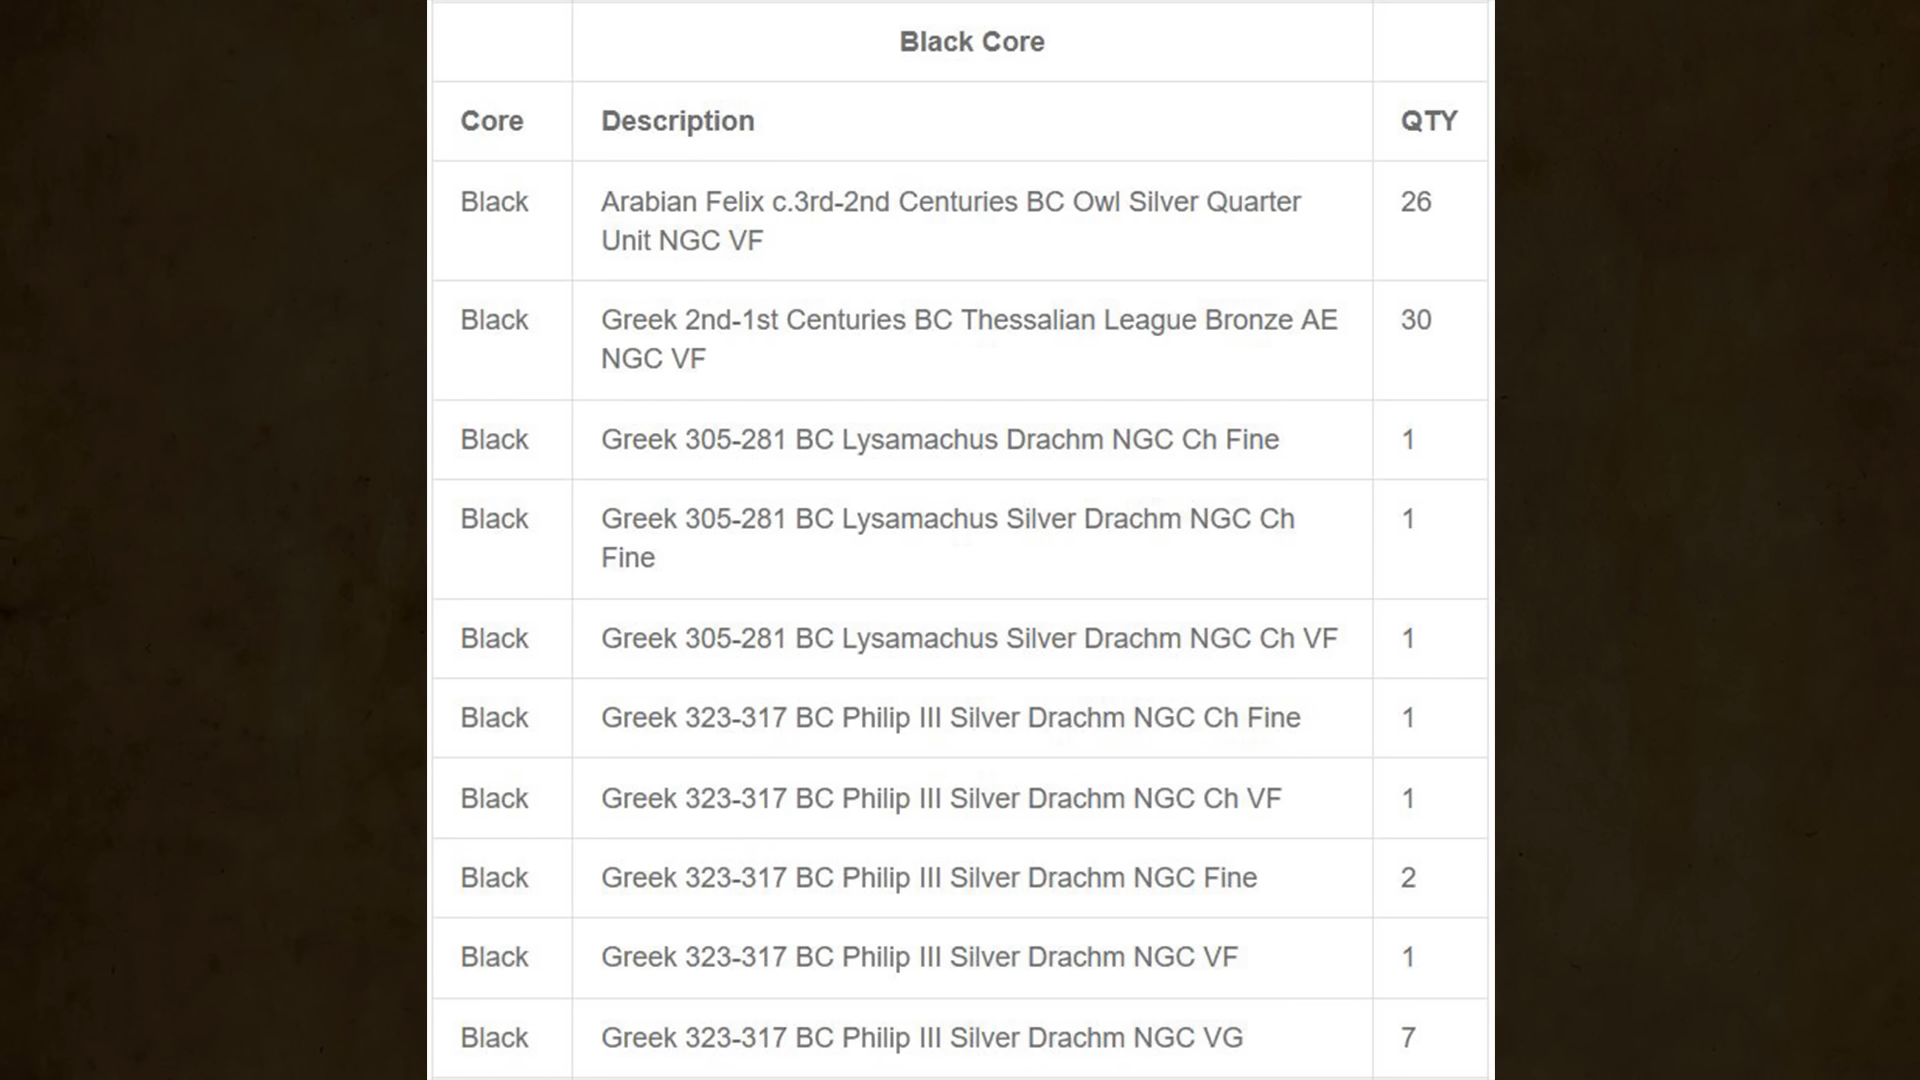 Black Core
Core Description QTY
Black Arabian Felix c.3rd-2nd Centuries BC Owl Silver Quarter 26
Unit NGC VF
Black Greek 2nd-1st Centuries BC Thessalian League Bronze AE 30
NGC VF
Black Greek 305-281 BC Lysamachus Drachm NGC Ch Fine 1
Black Greek 305-281 BC Lysamachus Silver Drachm NGC Ch 1
Fine
Black Greek 305-281 BC Lysamachus Silver Drachm NGC Ch VF 1
Black Greek 323-317 BC Philip III Silver Drachm NGC Ch Fine 1
Black Greek 323-317 BC Philip III Silver Drachm NGC Ch VF 1
Black Greek 323-317 BC Philip III Silver Drachm NGC Fine 2
Black Greek 323-317 BC Philip III Silver Drachm NGC VF 1
Black Greek 323-317 BC Philip III Silver Drachm NGC VG 7